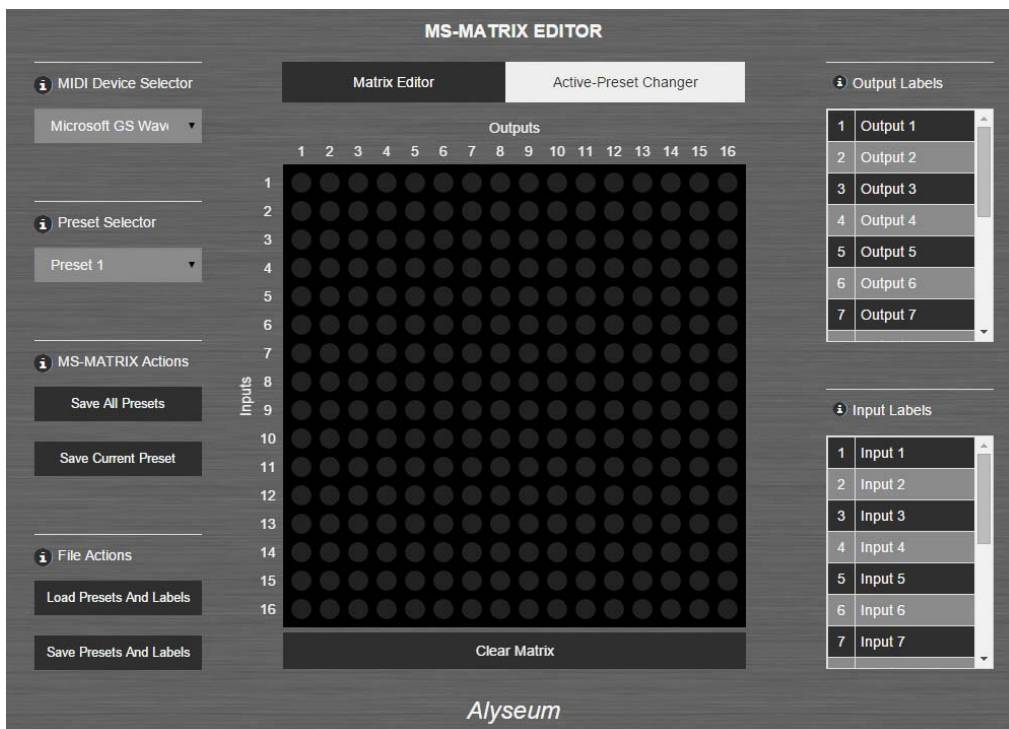 MS-MATRIX EDITOR
MIDI Device Selector
Microsoft GS Wav
Preset Selector
Preset 1
MS-MATRIX Actions
Save All Presets
Save Current Preset
File Actions
Load Presets And Labels
Save Presets And Labels
Matrix Editor
Active-Preset Changer
Outputs
1 2 3 4 5 6 7 8 9 10 11 12 13 14 15 16
Inputs
1
2
3
4
5
6
7
8
9
10
11
12
13
14
15
16
Clear Matrix
Output Labels
1 Output 1
2 Output 2
3 Output 3
4 Output 4
5 Output 5
6 Output 6
7 Output 7
Input Labels
1 Input 1
2 Input 2
3 Input 3
4 Input 4
5 Input 5
6 Input 6
7 Input 7
Alyseum